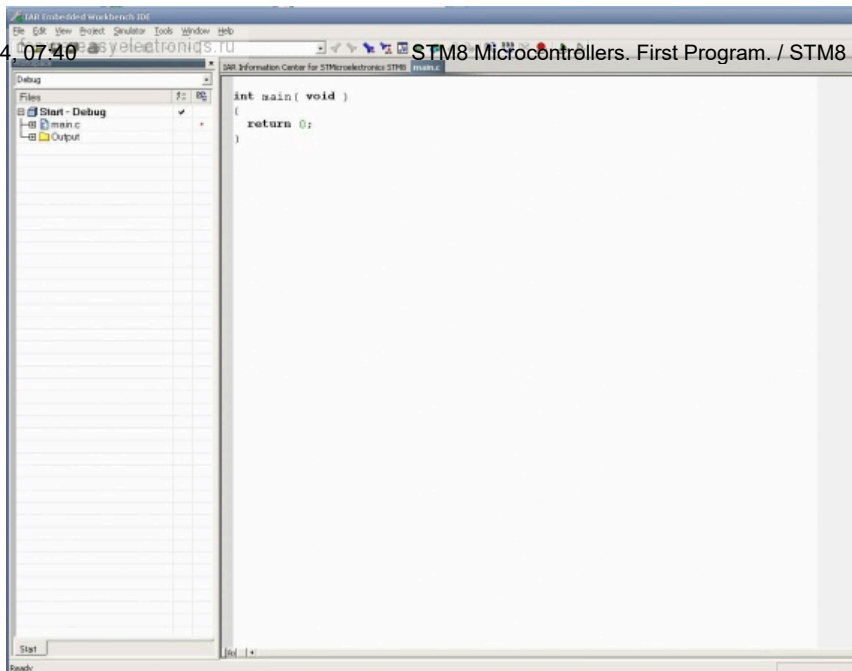 IAR Embedded Workbench IDE
File Edit View Project Simulator Tools Window Help
easyelectronics.ru
4, 07:40
STM8 Microcontrollers. First Program. / STM8
IAR Information Center for STMicroelectronics STM8 main.c
Debug
Files
Start - Debug
main.c
Output
int main( void )
{
return 0;
}
Start
Ready